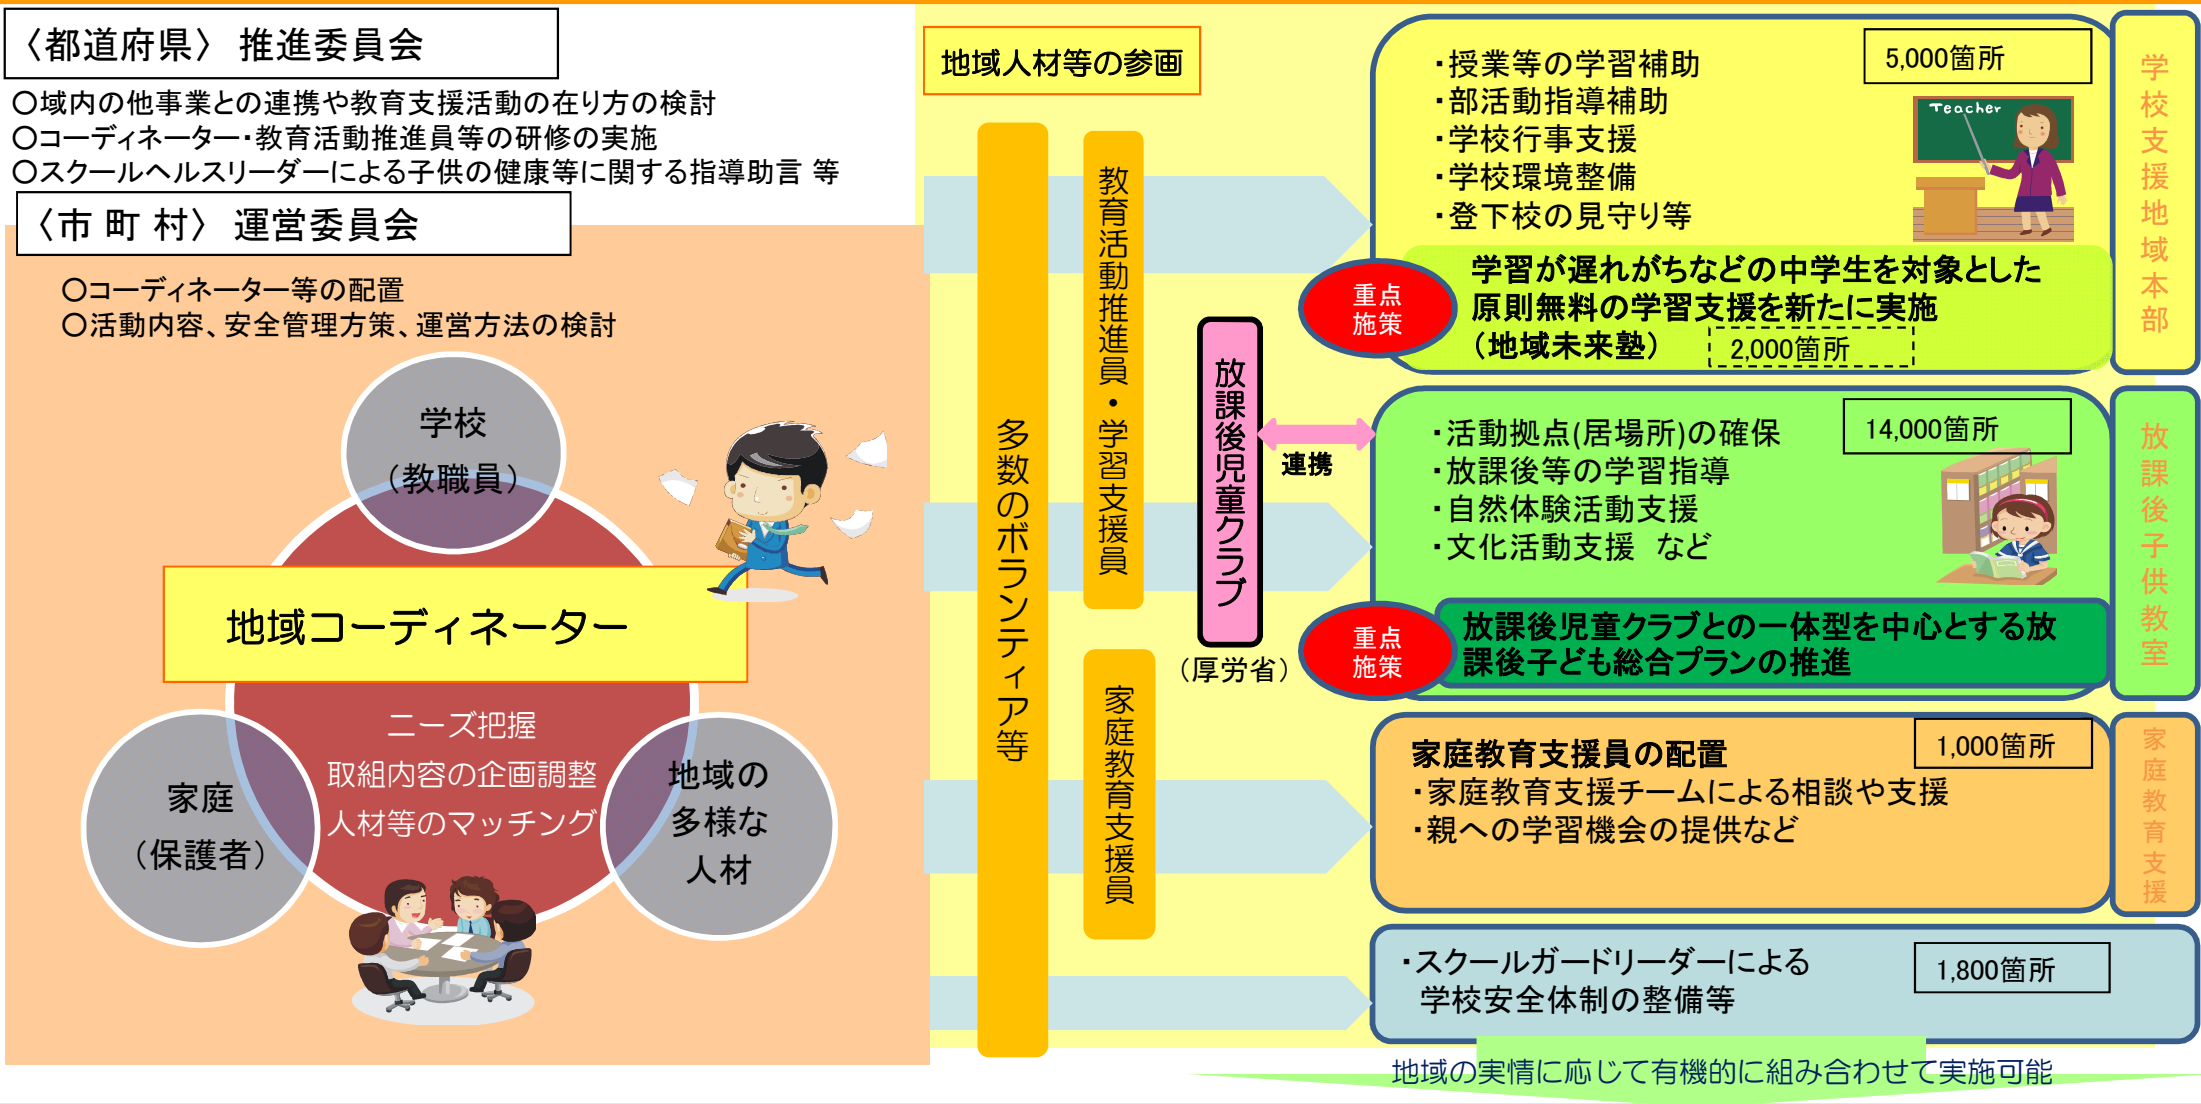 〈都道府県〉 推進委員会
〇域内の他事業との連携や教育支援活動の在り方の検討
〇コーディネーター・教育活動推進員等の研修の実施
〇スクールヘルスリーダーによる子供の健康等に関する指導助言 等
〈市 町 村〉 運営委員会
〇コーディネーター等の配置
〇活動内容、安全管理方策、運営方法の検討
学校
（教職員）
地域コーディネーター
ニーズ把握
取組内容の企画調整
人材等のマッチング
家庭
（保護者）
地域の
多様な
人材
地域人材等の参画
多数のボランティア等
教育活動推進員・学習支援員
家庭教育支援員
放課後児童クラブ
（厚労省）
連携
・授業等の学習補助
・部活動指導補助
・学校行事支援
・学校環境整備
・登下校の見守り等
5,000箇所
Teacher
重点
施策
学習が遅れがちなどの中学生を対象とした
原則無料の学習支援を新たに実施
（地域未来塾）
2,000箇所
学校支援地域本部
・活動拠点(居場所)の確保
・放課後等の学習指導
・自然体験活動支援
・文化活動支援 など
14,000箇所
重点
施策
放課後児童クラブとの一体型を中心とする放
課後子ども総合プランの推進
放課後子供教室
家庭教育支援員の配置
・家庭教育支援チームによる相談や支援
・親への学習機会の提供など
1,000箇所
家庭教育支援
・スクールガードリーダーによる
学校安全体制の整備等
1,800箇所
地域の実情に応じて有機的に組み合わせて実施可能